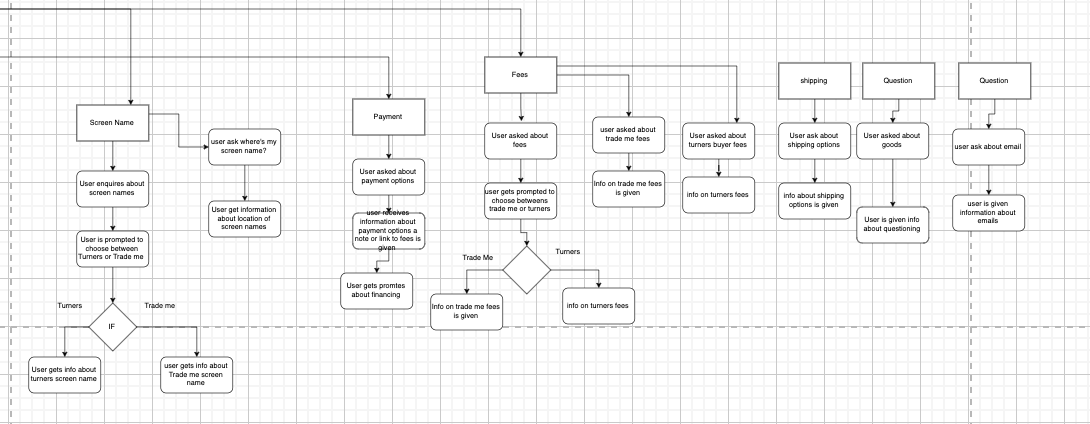 Screen Name
user ask where's my
screen name?
User enquires about
screen names
User get information
about location of
screen names
User is prompted to
choose between
Turners or Trade me
Turners
Trade me
IF
User gets info about
turners screen name
user gets info about
Trade me screen
name
Payment
User asked about
payment options
user receives
information about
payment options a
note or link to fees is
given
User gets promtes
about financing
Fees
User asked about
fees
user gets prompted to
choose betweens
trade me or turners
Trade Me
Turners
Info on trade me fees
is given
info on turners fees
user asked about
trade me fees
Info on trade me fees
is given
User asked about
turners buyer fees
info on turners fees
shipping
User ask about
shipping options
info about shipping
options is given
Question
User asked about
goods
User is given info
about questioning
Question
user ask about email
user is given
information about
emails